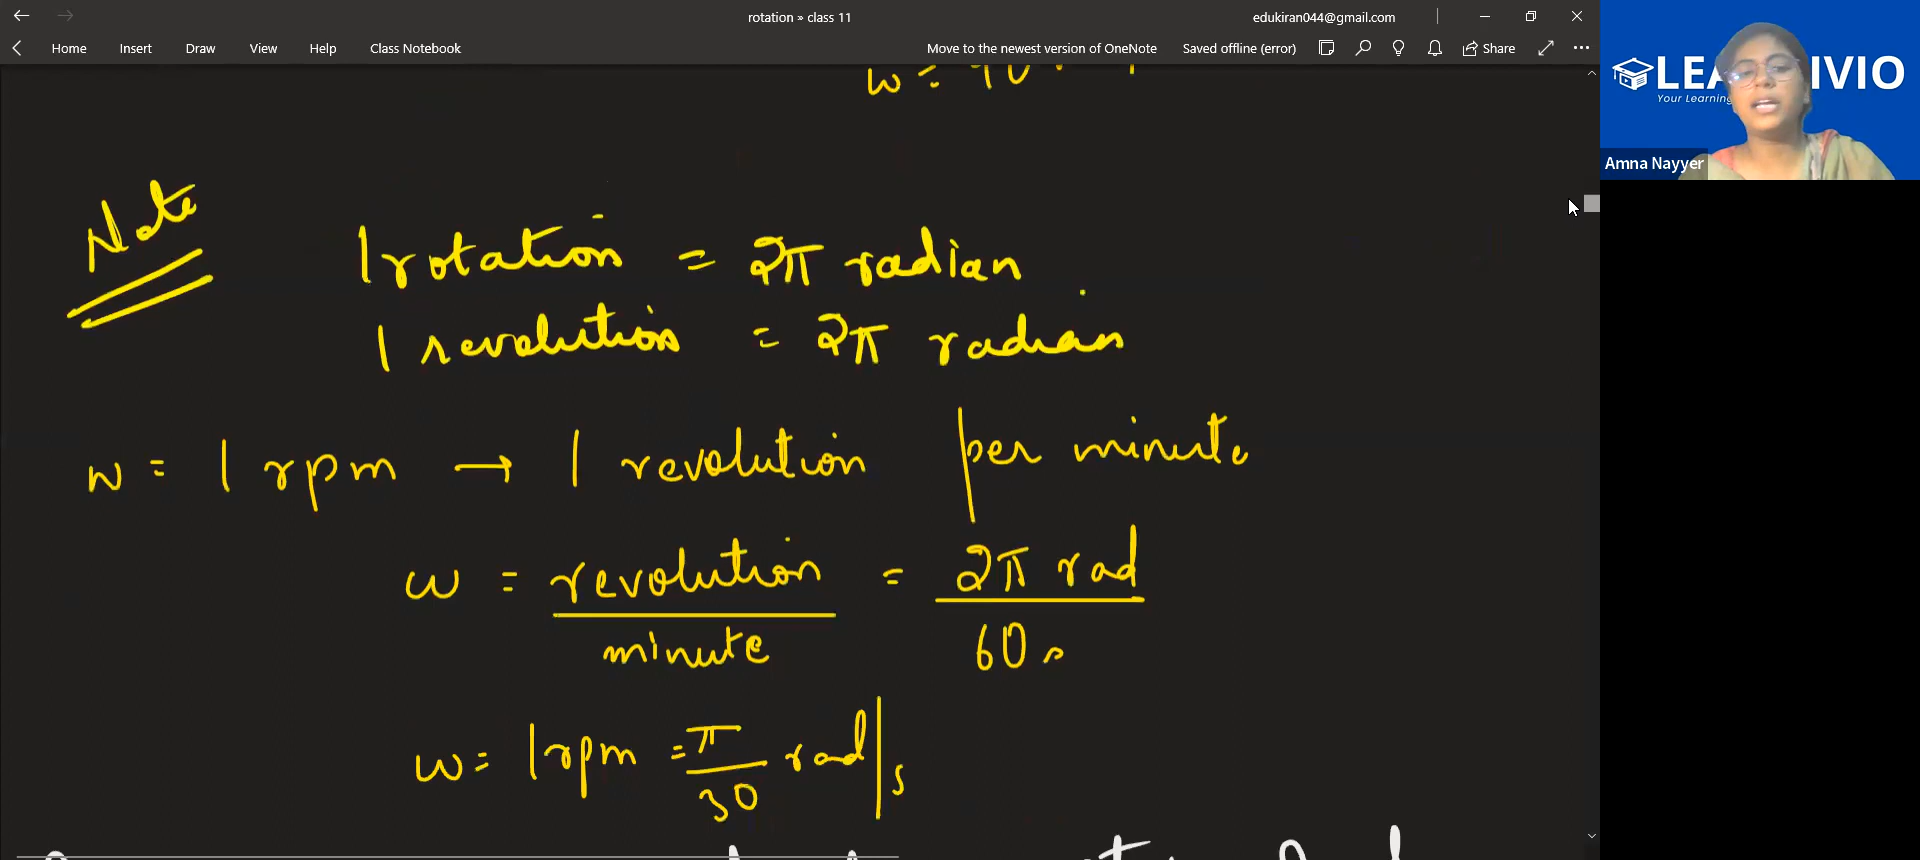 rotation » class 11
edukiran044@gmail.com
Home Insert Draw View Help Class Notebook
Move to the newest version of OneNote Saved offline (error) Share
Your Learning
IVIO
Amna Nayyer
Note
1 rotation = 2π radian
1 revolution = 2π radian
w = 1 rpm → 1 revolution per minute
ω = revolution/minute = 2π rad/60 s
ω = 1 rpm = π/30 rad/s